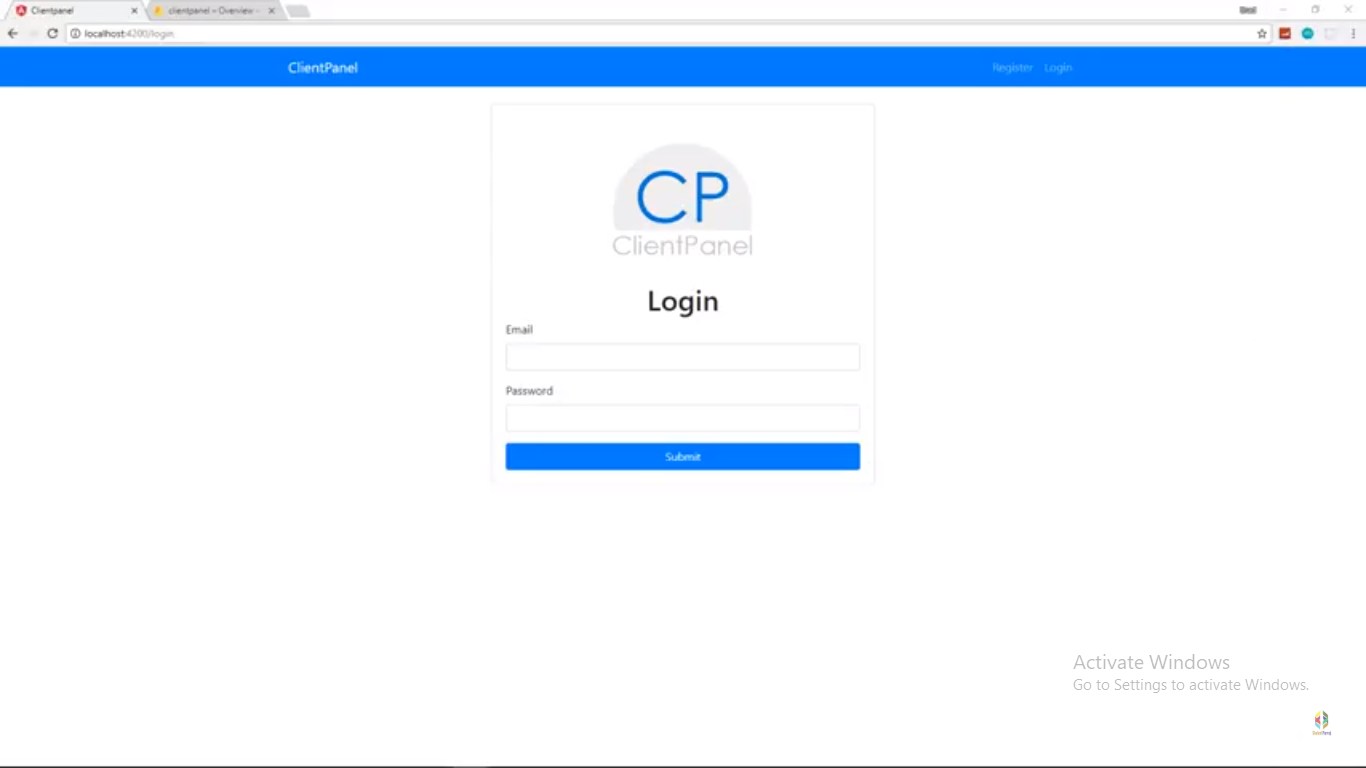 Clientpanel
clientpanel – Overview –
localhost:4200/login
ClientPanel
Register
Login
CP
ClientPanel
Login
Email
Password
Submit
Activate Windows
Go to Settings to activate Windows.